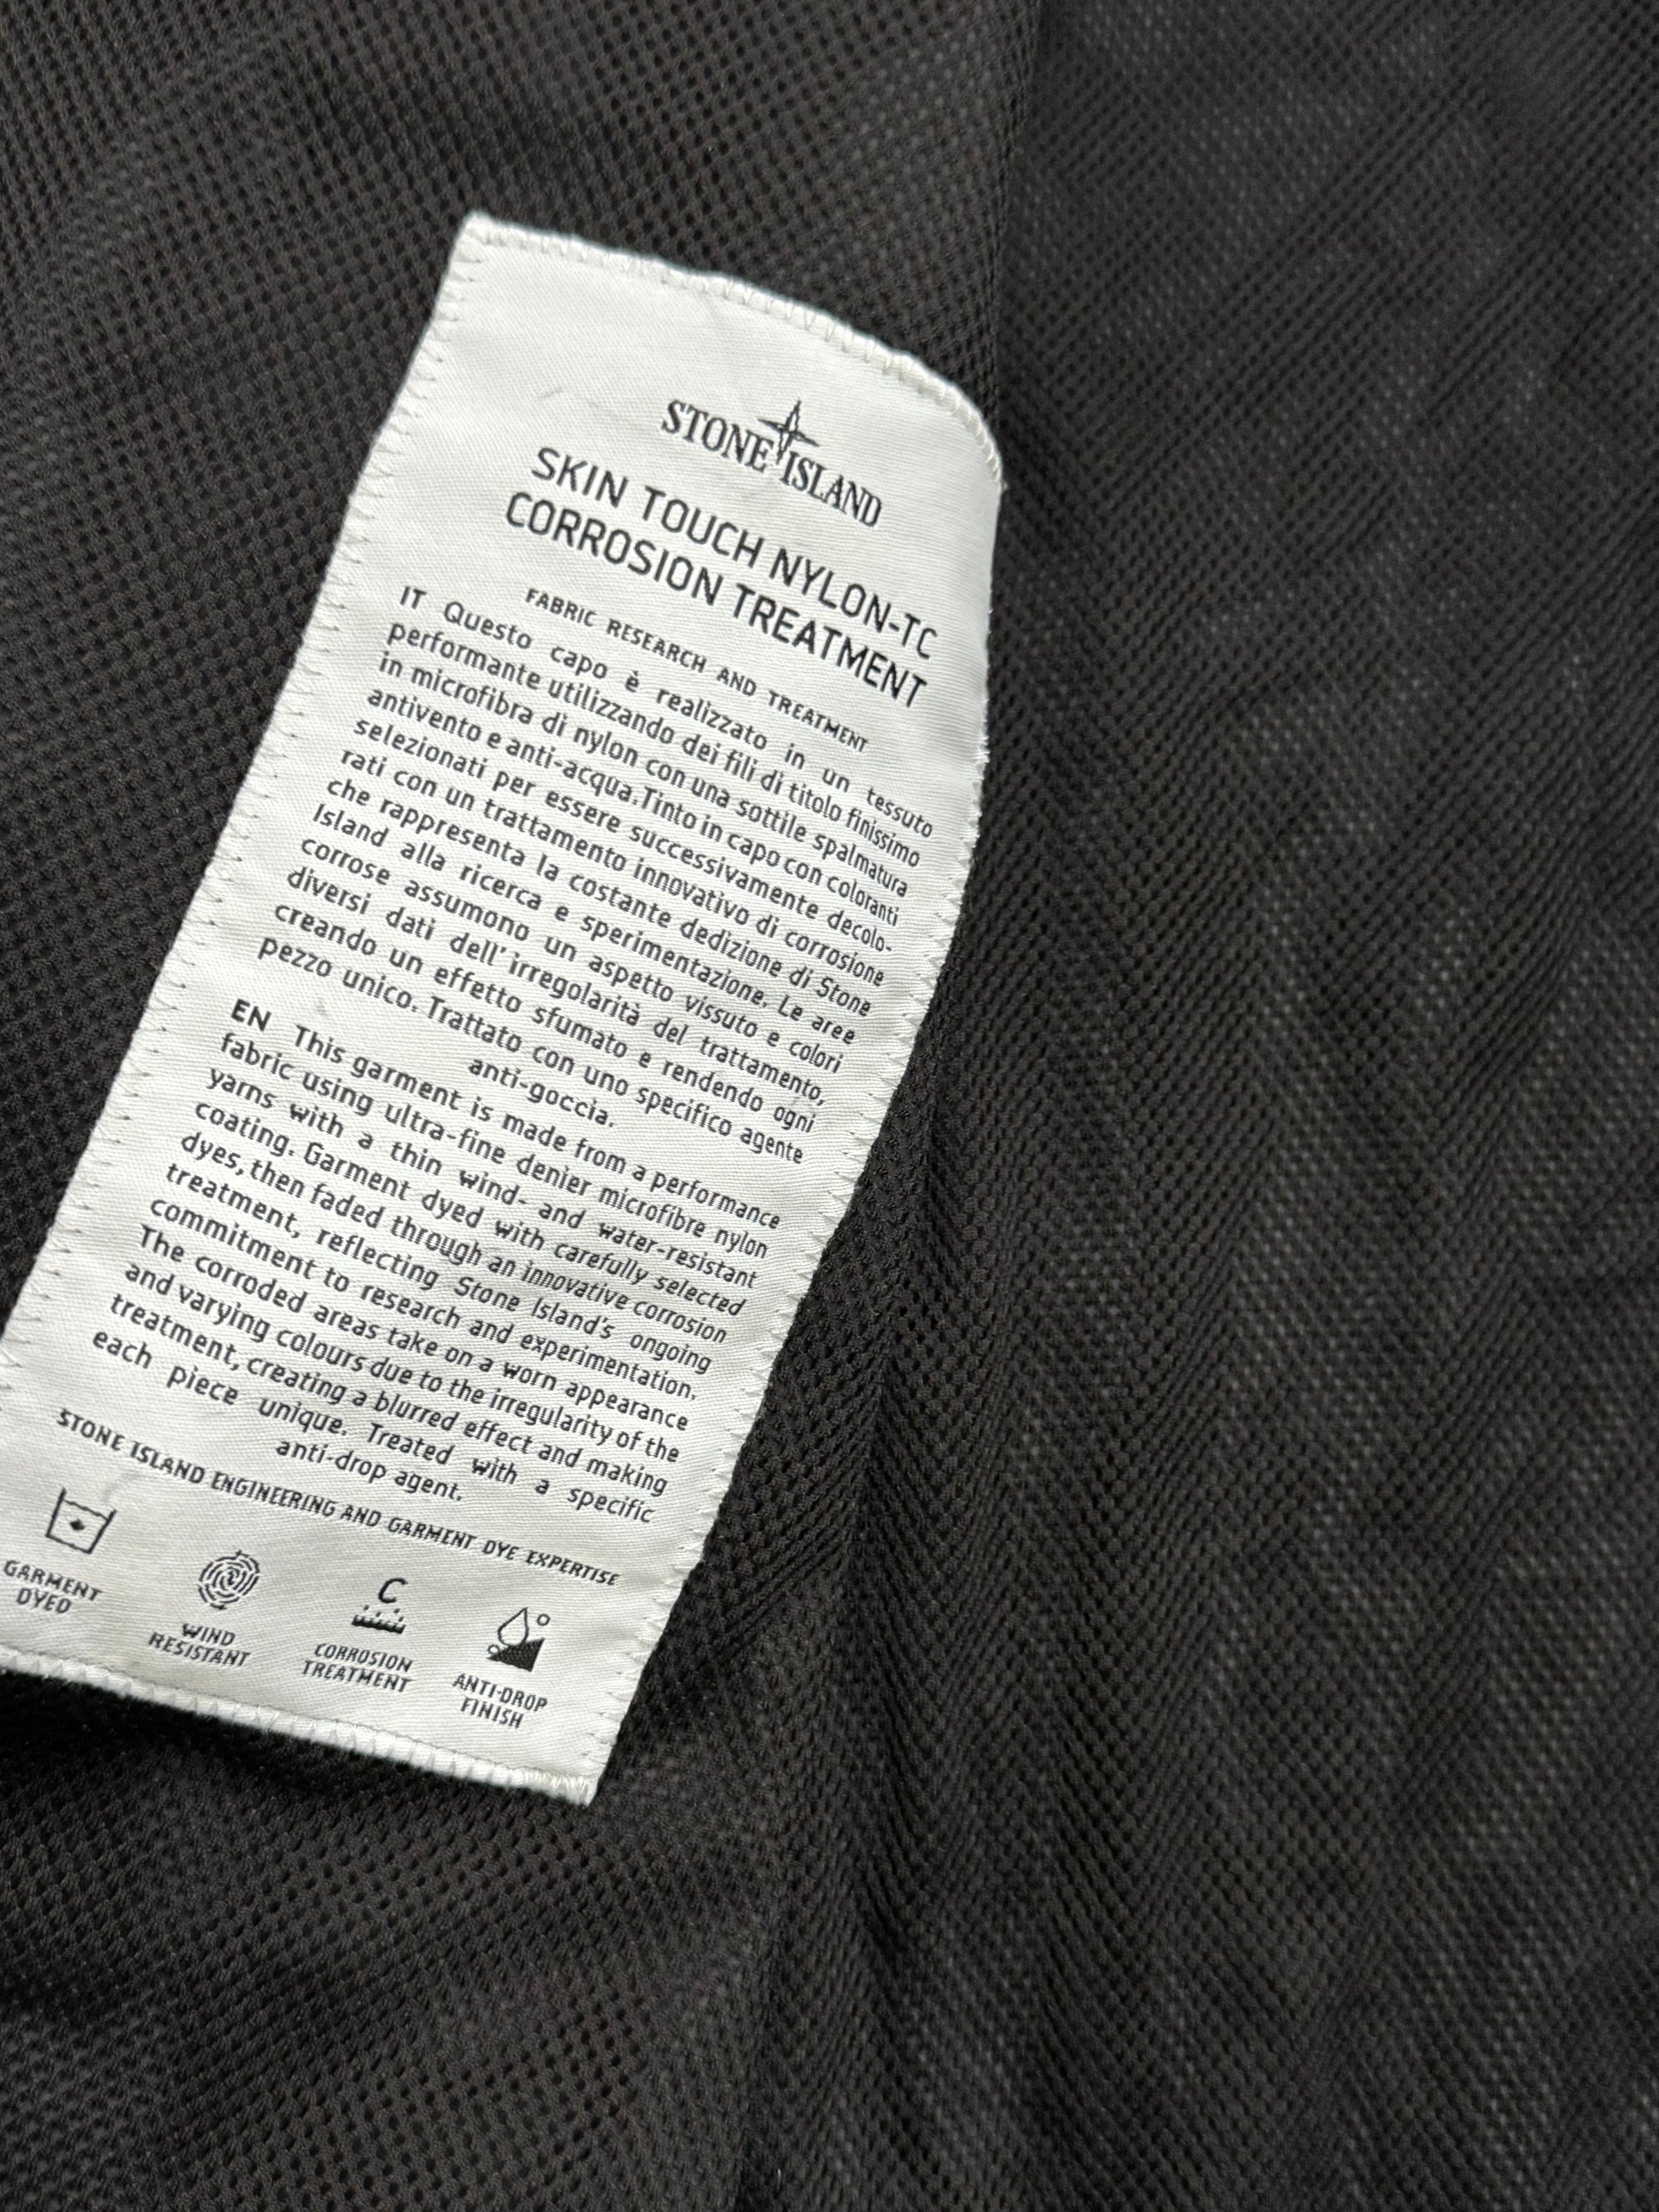 STONE ISLAND
SKIN TOUCH NYLON-TC
CORROSION TREATMENT
FABRIC RESEARCH AND TREATMENT
IT Questo capo è realizzato in un tessuto
performante utilizzando dei fili di titolo finissimo
in microfibra di nylon con una sottile spalmatura
antivento e anti-acqua.Tinto in capo con coloranti
selezionati per essere successivamente decolo-
rati con un trattamento innovativo di corrosione
che rappresenta la costante dedizione di Stone
Island alla ricerca e sperimentazione. Le aree
corrose assumono un aspetto vissuto e colori
diversi dati dell'irregolarità del trattamento,
creando un effetto sfumato e rendendo ogni
pezzo unico. Trattato con uno specifico agente
anti-goccia.
EN This garment is made from a performance
fabric using ultra-fine denier microfibre nylon
yarns with a thin wind- and water-resistant
coating. Garment dyed with carefully selected
dyes, then faded through an innovative corrosion
treatment, reflecting Stone Island's ongoing
commitment to research and experimentation.
The corroded areas take on a worn appearance
and varying colours due to the irregularity of the
treatment, creating a blurred effect and making
each piece unique. Treated with a specific
anti-drop agent.
STONE ISLAND ENGINEERING AND GARMENT DYE EXPERTISE
GARMENT
DYED
WIND
RESISTANT
C
CORROSION
TREATMENT
ANTI-DROP
FINISH